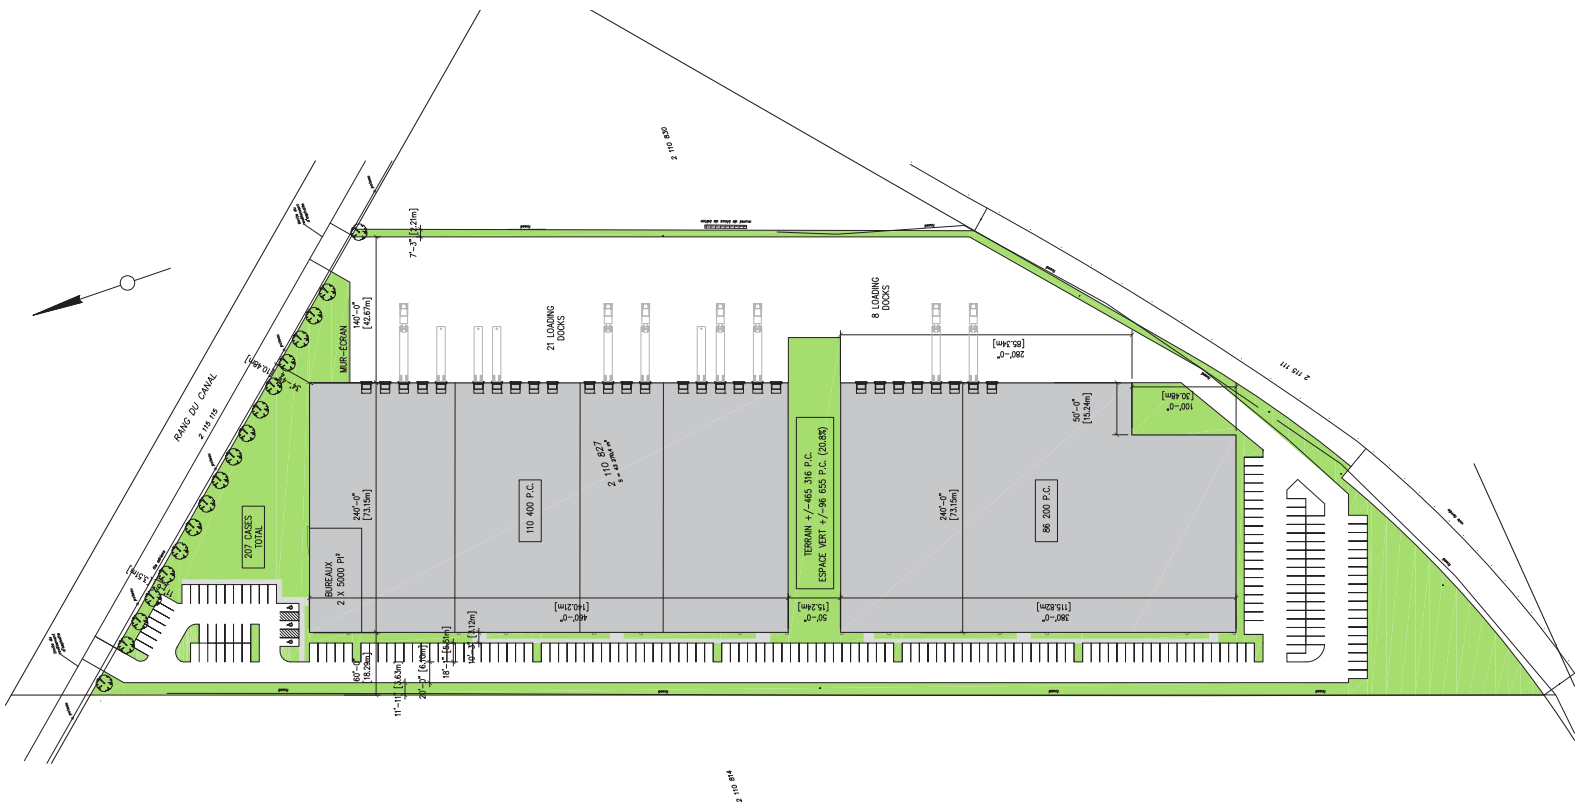 2 110 830
RANG DU CANAL
2 115 115
7'-3" [2.21m]
140'-0"
[42.67m]
MUR-ÉCRAN
21 LOADING
DOCKS
8 LOADING
DOCKS
280'-0"
[85.34m]
2 115 111
100'-0"
[30.48m]
50'-0"
[15.24m]
207 CASES
TOTAL
240'-0"
[73.15m]
110 400 P.C.
2 110 827
TERRAIN +/-465 316 P.C.
ESPACE VERT +/-96 655 P.C. (20.8%)
240'-0"
[73.15m]
86 200 P.C.
BUREAUX
2 X 5000 PI²
460'-0"
[140.21m]
50'-0"
[15.24m]
380'-0"
[115.82m]
60'-0"
[18.29m]
11'-11" [3.63m]
20'-0" [6.10m]
18'-1" [5.51m]
10'-3" [3.12m]
fossé
fossé
fossé
fossé
2 110 814